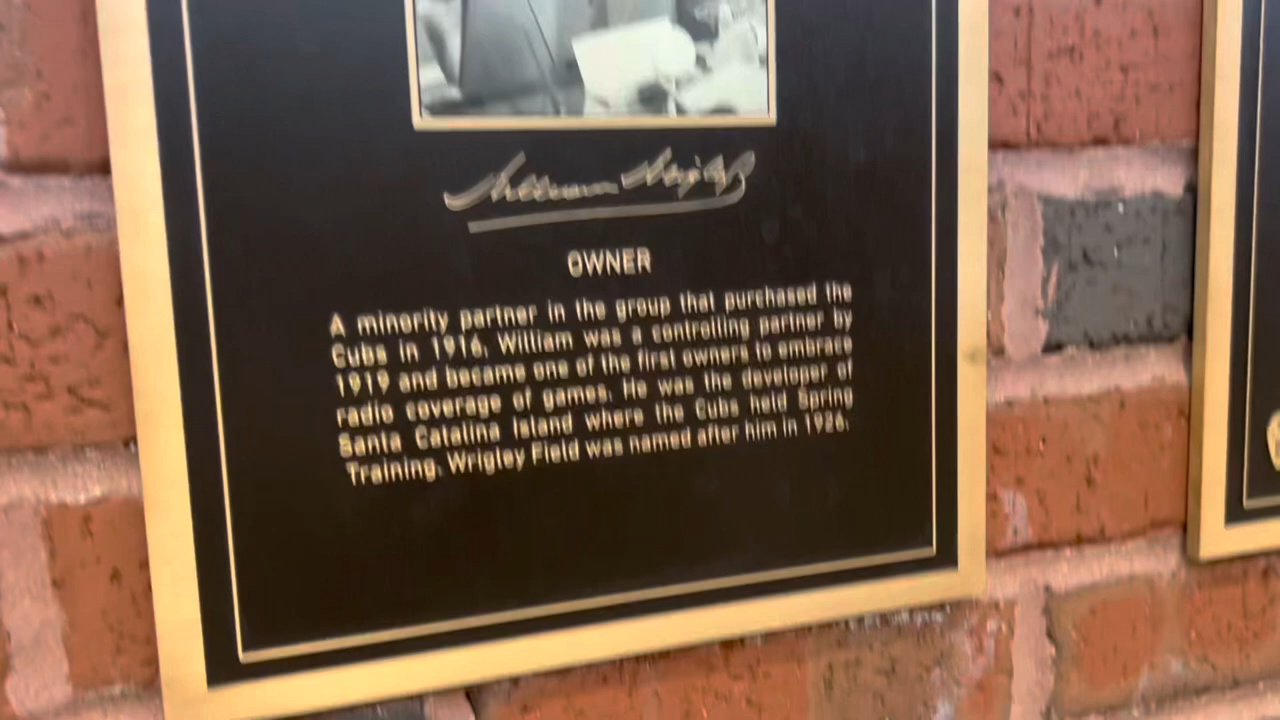 William Wrigley
OWNER
A minority partner in the group that purchased the
Cubs in 1916, William was a controlling partner by
1919 and became one of the first owners to embrace
radio coverage of games. He was the developer of
Santa Catalina Island where the Cubs held Spring
Training. Wrigley Field was named after him in 1926.